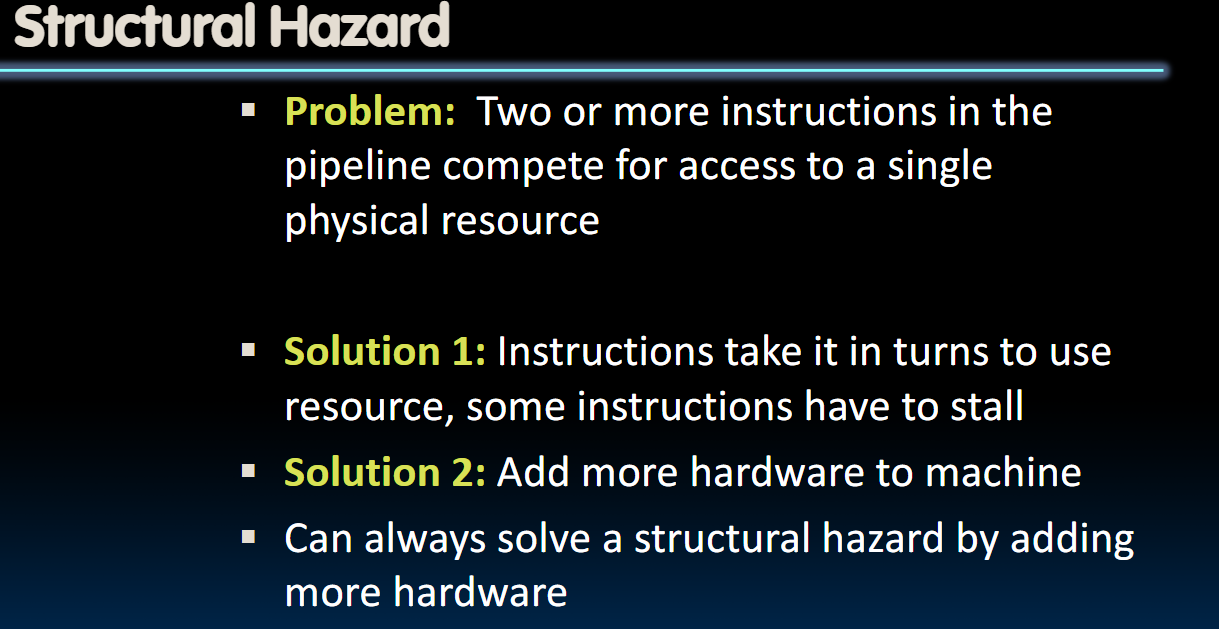 Structural Hazard
▪ Problem: Two or more instructions in the
pipeline compete for access to a single
physical resource
▪ Solution 1: Instructions take it in turns to use
resource, some instructions have to stall
▪ Solution 2: Add more hardware to machine
▪ Can always solve a structural hazard by adding
more hardware